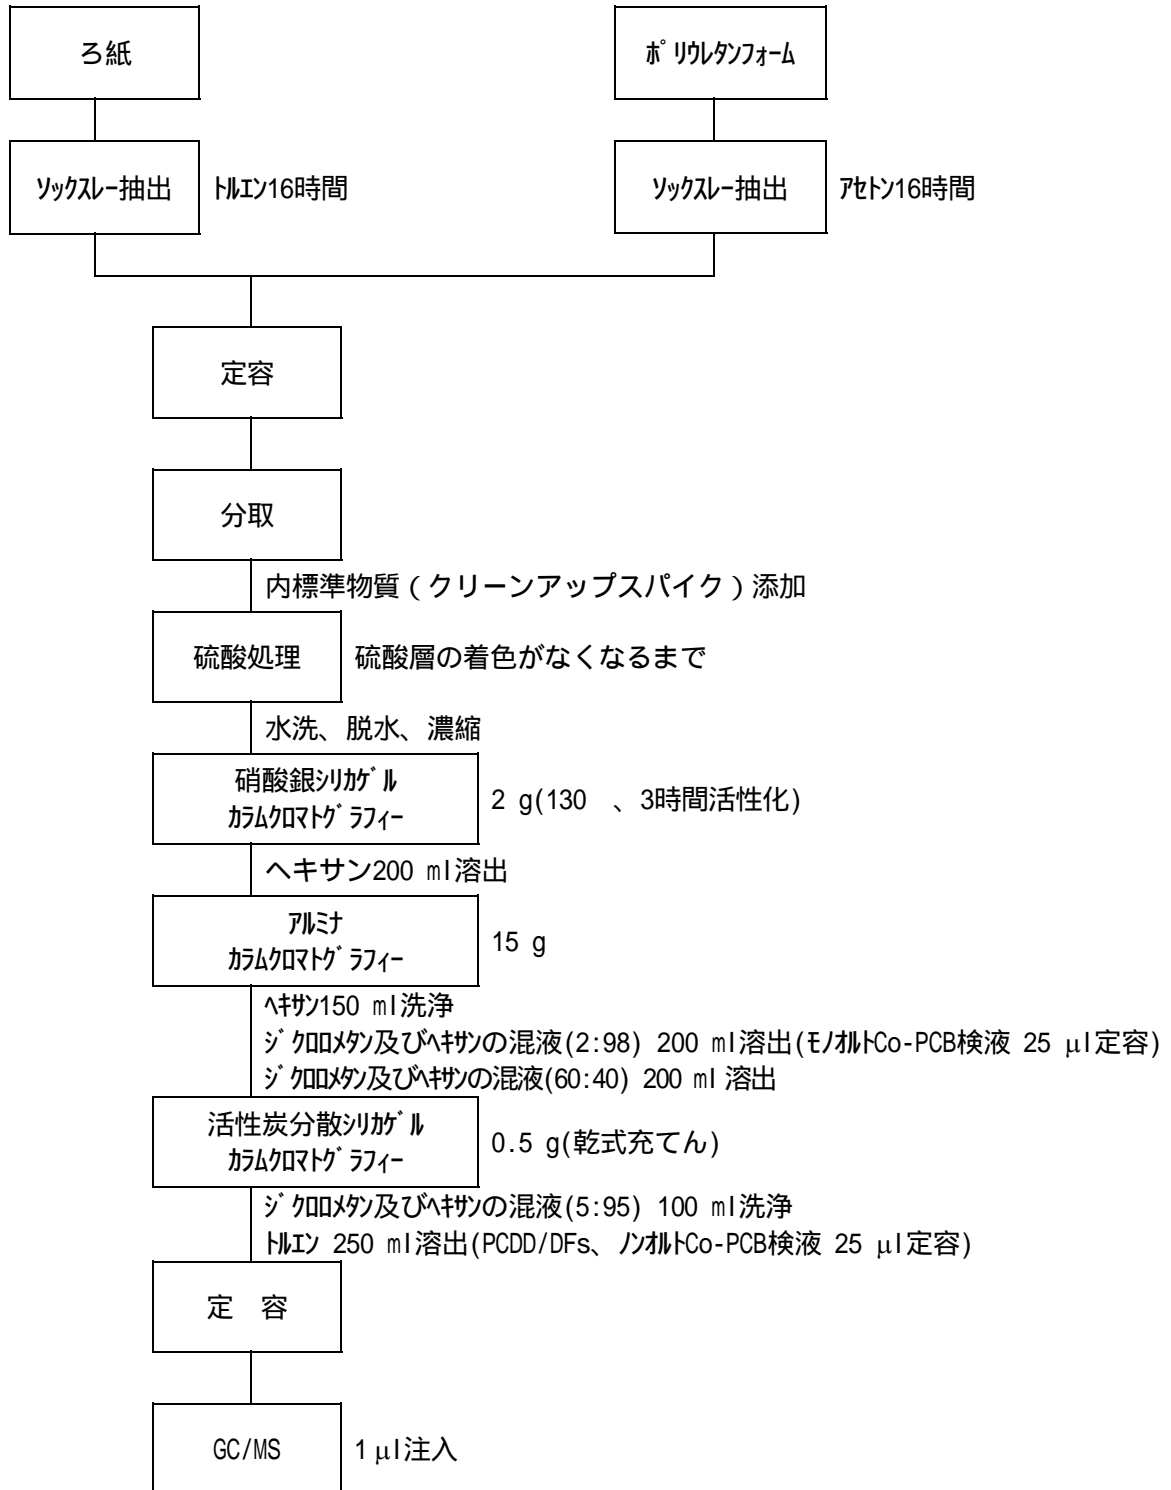 ろ紙
ﾎﾟﾘｳﾚﾀﾝﾌｫｰﾑ
ｿｯｸｽﾚｰ抽出
ﾄﾙｴﾝ16時間
ｿｯｸｽﾚｰ抽出
ｱｾﾄﾝ16時間
定容
分取
内標準物質(クリーンアップスパイク)添加
硫酸処理
硫酸層の着色がなくなるまで
水洗、脱水、濃縮
硝酸銀ｼﾘｶｹﾞﾙ
ｶﾗﾑｸﾛﾏﾄｸﾞﾗﾌｨｰ
2 g(130　、3時間活性化)
ヘキサン200 ml溶出
ｱﾙﾐﾅ
ｶﾗﾑｸﾛﾏﾄｸﾞﾗﾌｨｰ
15 g
ﾍｷｻﾝ150 ml洗浄
ｼﾞｸﾛﾛﾒﾀﾝ及びﾍｷｻﾝの混液(2:98) 200 ml溶出(ﾓﾉｵﾙﾄCo-PCB検液 25 μl定容)
ｼﾞｸﾛﾛﾒﾀﾝ及びﾍｷｻﾝの混液(60:40) 200 ml 溶出
活性炭分散ｼﾘｶｹﾞﾙ
ｶﾗﾑｸﾛﾏﾄｸﾞﾗﾌｨｰ
0.5 g(乾式充てん)
ｼﾞｸﾛﾛﾒﾀﾝ及びﾍｷｻﾝの混液(5:95) 100 ml洗浄
ﾄﾙｴﾝ 250 ml溶出(PCDD/DFs、ﾉﾝｵﾙﾄCo-PCB検液 25 μl定容)
定　容
GC/MS
1 μl注入